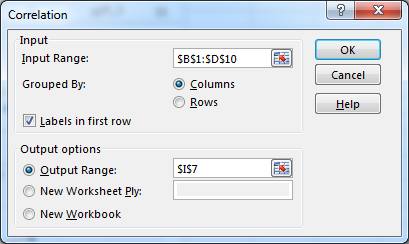 Correlation
Input
Input Range: $B$1:$D$10
Grouped By: Columns
Rows
Labels in first row
Output options
Output Range: $I$7
New Worksheet Ply:
New Workbook
OK
Cancel
Help